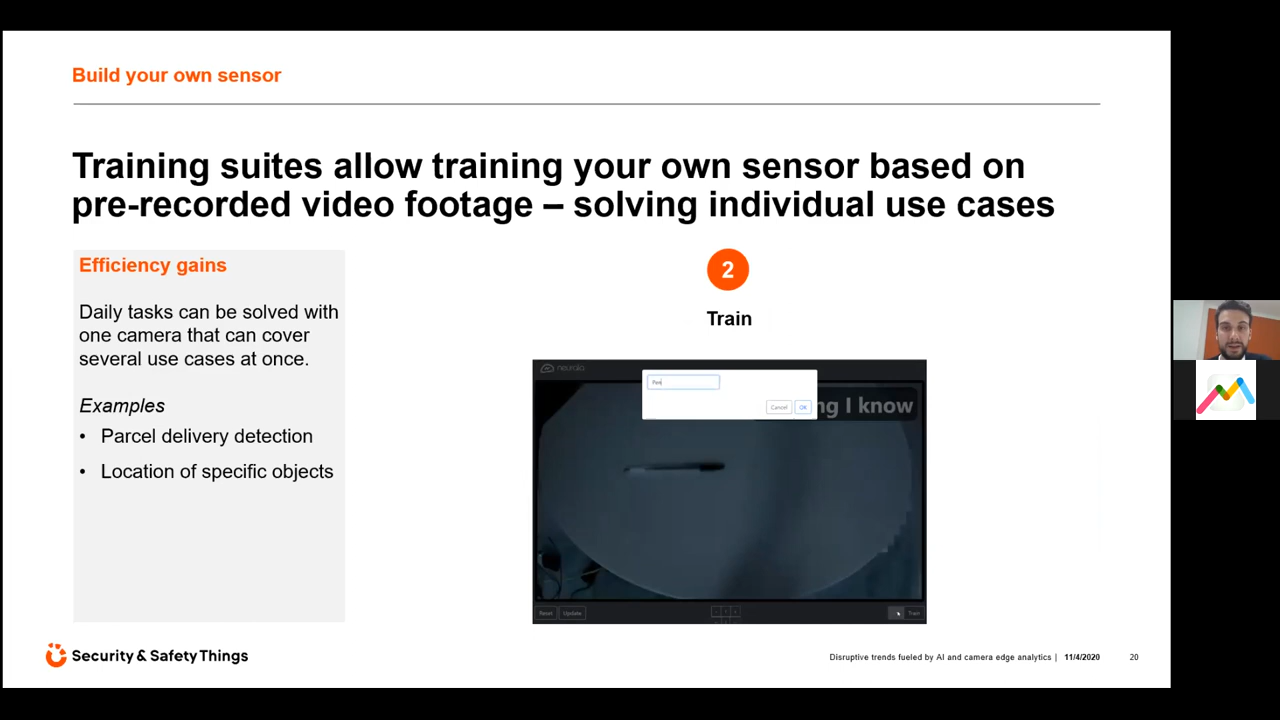 Build your own sensor
Training suites allow training your own sensor based on
pre-recorded video footage – solving individual use cases
Efficiency gains
Daily tasks can be solved with
one camera that can cover
several use cases at once.
Examples
• Parcel delivery detection
• Location of specific objects
2
Train
neurala
Pen
Cancel OK
ng I know
Reset Update
Train
Security & Safety Things
Disruptive trends fueled by AI and camera edge analytics | 11/4/2020 20